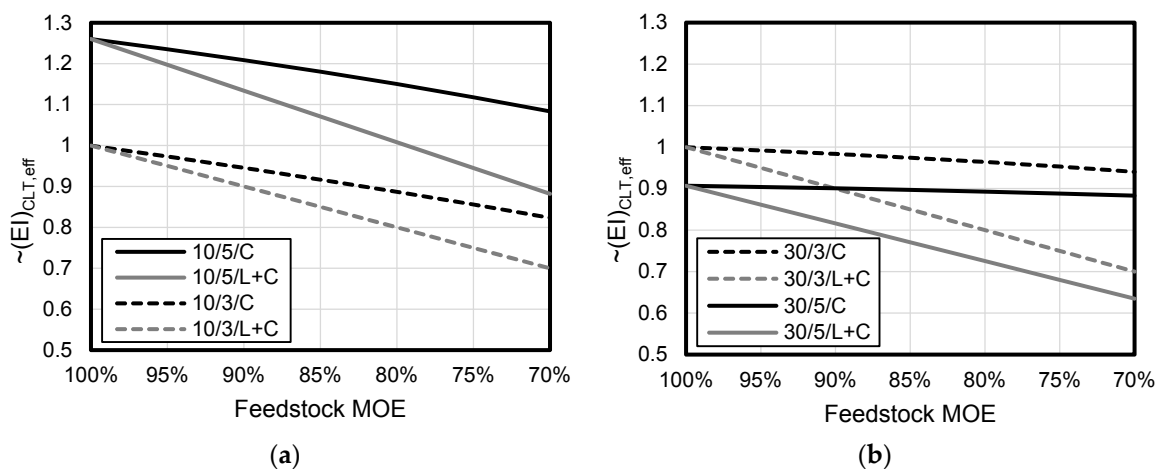 1.3
1.2
1.1
1
0.9
0.8
0.7
0.6
0.5
~(EI)CLT,eff
10/5/C
10/5/L+C
10/3/C
10/3/L+C
100% 95% 90% 85% 80% 75% 70%
Feedstock MOE
(a)
1.3
1.2
1.1
1
0.9
0.8
0.7
0.6
0.5
~(EI)CLT,eff
30/3/C
30/3/L+C
30/5/C
30/5/L+C
100% 95% 90% 85% 80% 75% 70%
Feedstock MOE
(b)